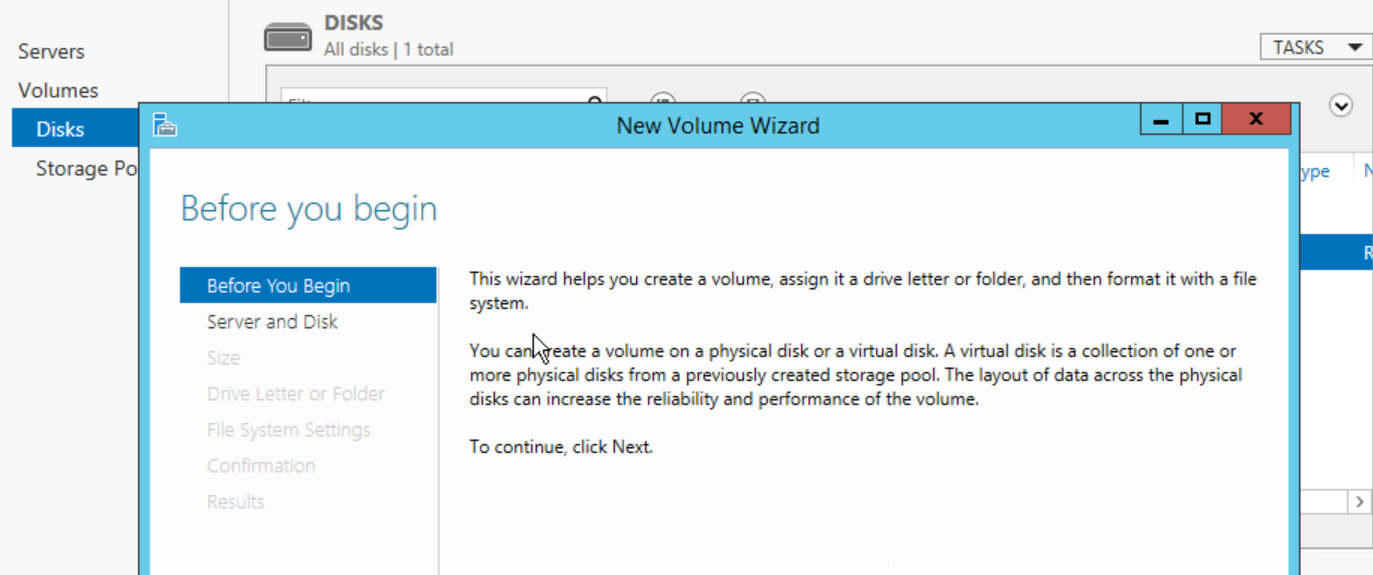 DISKS
All disks | 1 total
TASKS
Servers
Volumes
Disks
New Volume Wizard
X
Before you begin
Before You Begin
Server and Disk
Size
Drive Letter or Folder
File System Settings
Confirmation
Results
This wizard helps you create a volume, assign it a drive letter or folder, and then format it with a file
system.
You can create a volume on a physical disk or a virtual disk. A virtual disk is a collection of one or
more physical disks from a previously created storage pool. The layout of data across the physical
disks can increase the reliability and performance of the volume.
To continue, click Next.
Storage Po
ype
R